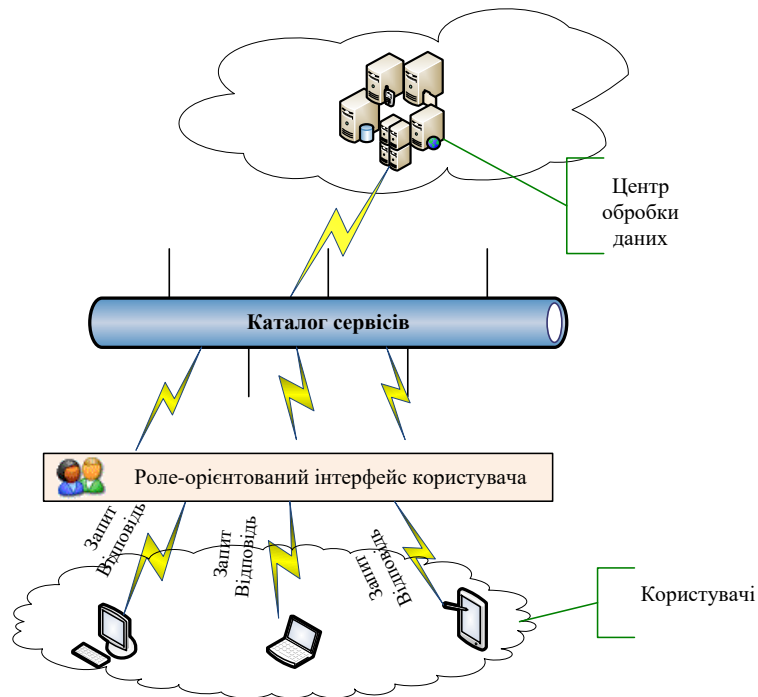 Центр
обробки
даних
Каталог сервісів
Роле-орієнтований інтерфейс користувача
Запит
Відповідь
Запит
Відповідь
Запит
Відповідь
Користувачі